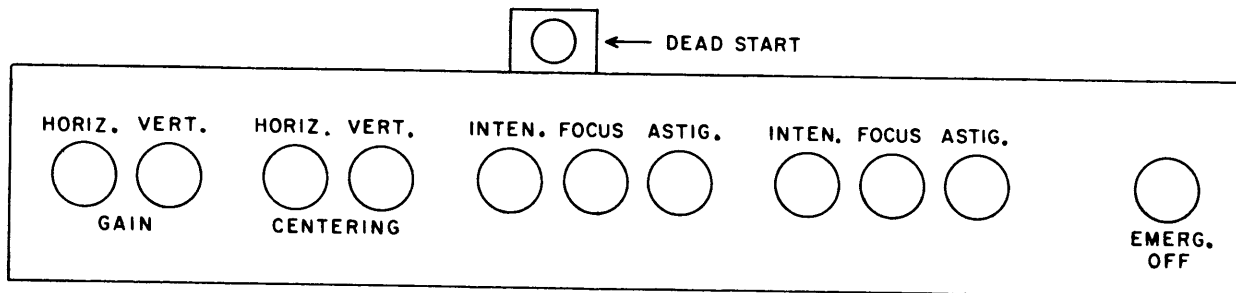 DEAD START
HORIZ. VERT. HORIZ. VERT. INTEN. FOCUS ASTIG. INTEN. FOCUS ASTIG.
GAIN CENTERING
EMERG.
OFF